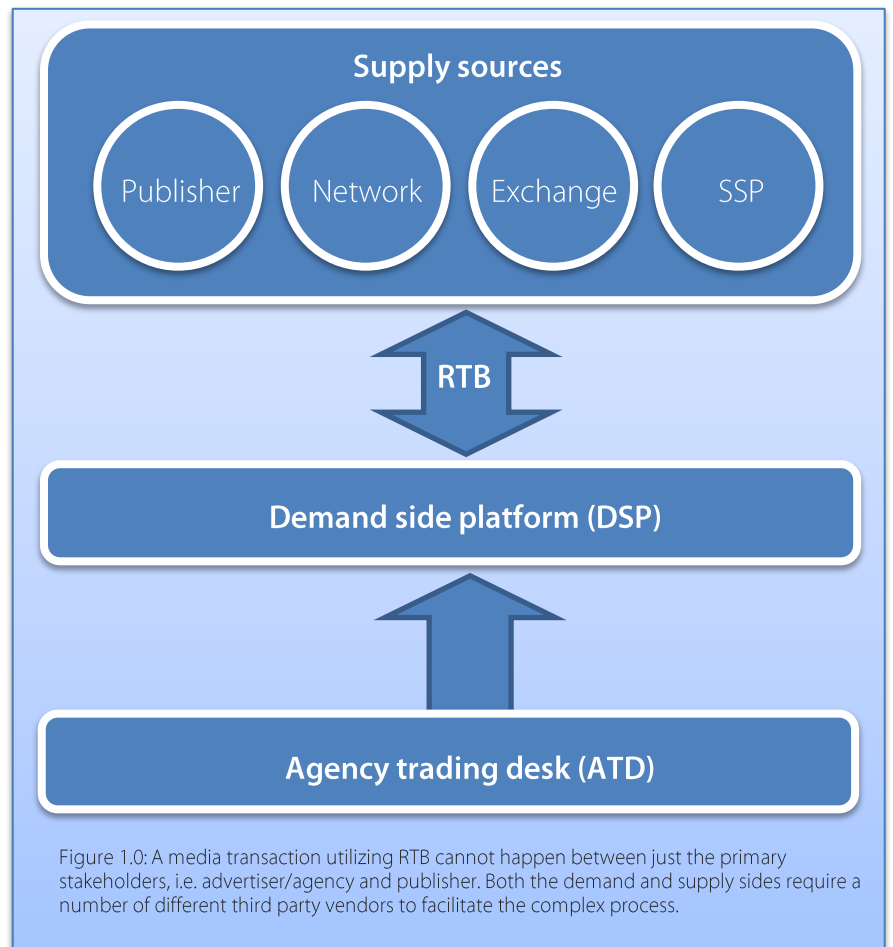 Supply sources
Publisher
Network
Exchange
SSP
RTB
Demand side platform (DSP)
Agency trading desk (ATD)
Figure 1.0: A media transaction utilizing RTB cannot happen between just the primary
stakeholders, i.e. advertiser/agency and publisher. Both the demand and supply sides require a
number of different third party vendors to facilitate the complex process.